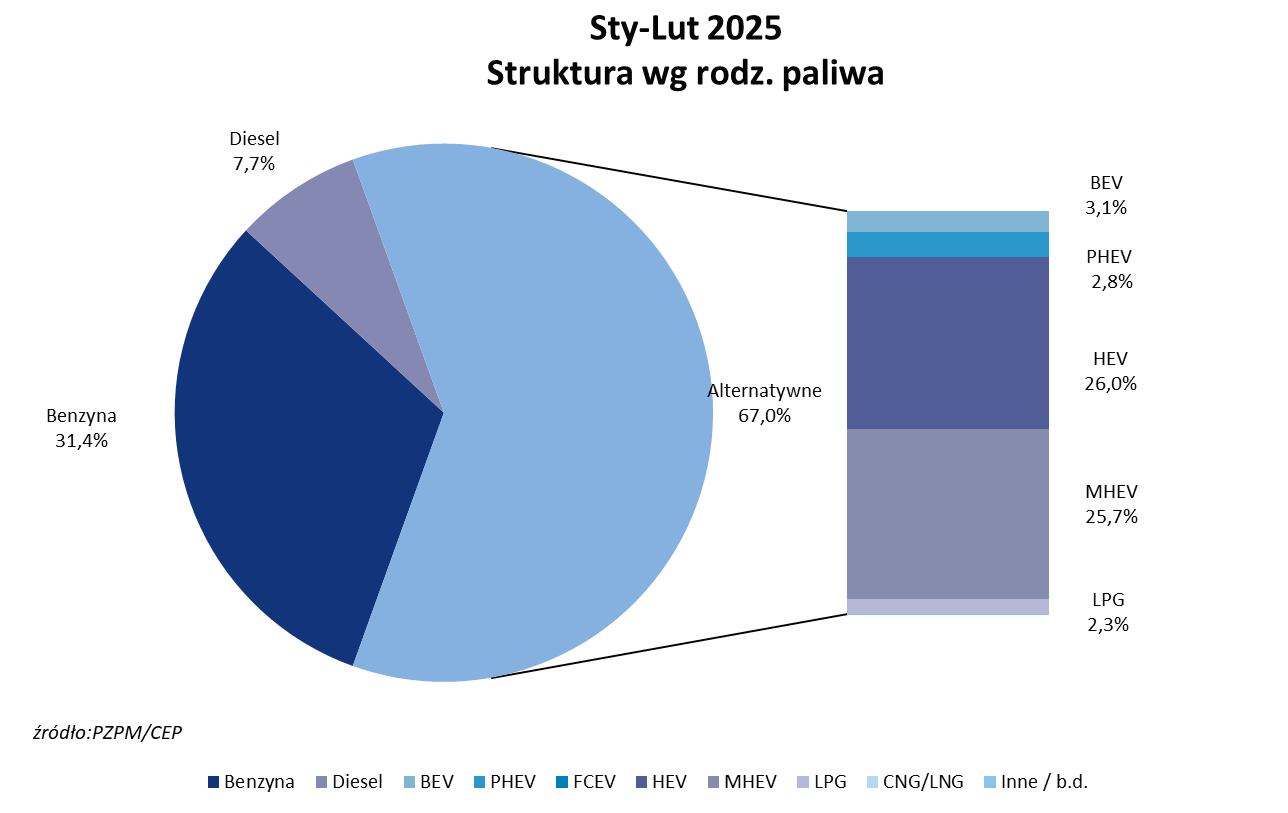 Sty-Lut 2025
Struktura wg rodz. paliwa
Diesel
7,7%
Benzyna
31,4%
Alternatywne
67,0%
BEV
3,1%
PHEV
2,8%
HEV
26,0%
MHEV
25,7%
LPG
2,3%
źródło:PZPM/CEP
Benzyna Diesel BEV PHEV FCEV HEV MHEV LPG CNG/LNG Inne / b.d.